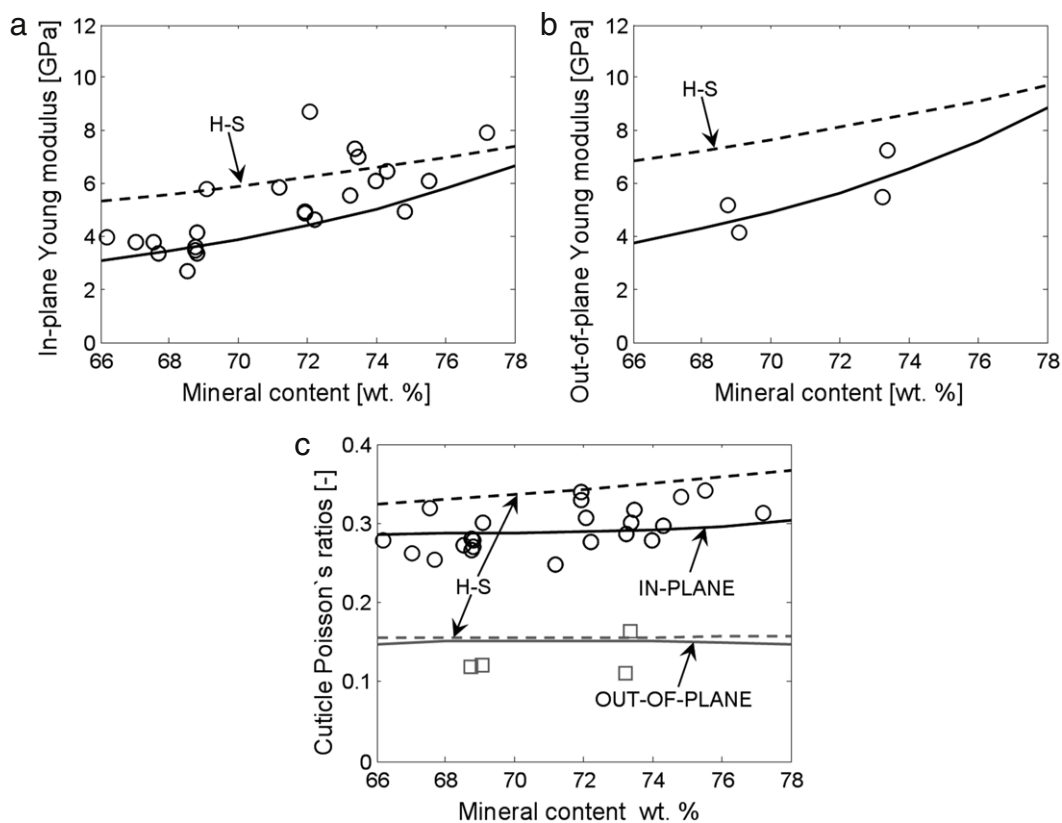 a
In-plane Young modulus [GPa]
12
10
8
6
4
2
0
H-S
66 68 70 72 74 76 78
Mineral content [wt. %]
b
Out-of-plane Young modulus [GPa]
12
10
8
6
4
2
0
H-S
66 68 70 72 74 76 78
Mineral content [wt. %]
c
Cuticle Poisson`s ratios [-]
0.4
0.3
0.2
0.1
0
H-S
IN-PLANE
OUT-OF-PLANE
66 68 70 72 74 76 78
Mineral content wt. %